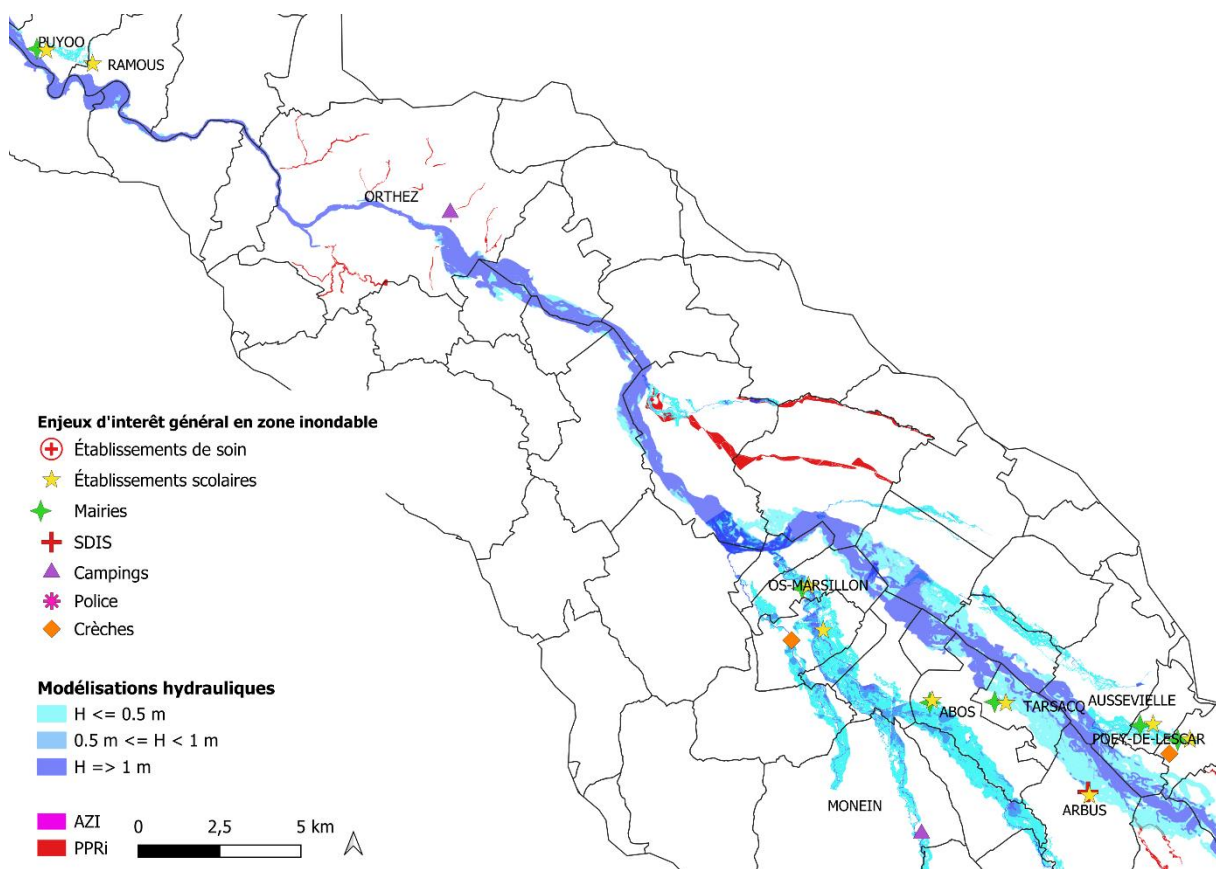 PUYOO
RAMOUS
ORTHEZ
Enjeux d'interêt général en zone inondable
Établissements de soin
Établissements scolaires
Mairies
SDIS
Campings
Police
Crèches
OS-MARSILLON
Modélisations hydrauliques
H <= 0.5 m
0.5 m <= H < 1 m
H => 1 m
ABOS
TARSACQ
AUSSEVIELLE
POEY-DE-LESCAR
MONEIN
ARBUS
AZI
PPRi
0 2,5 5 km